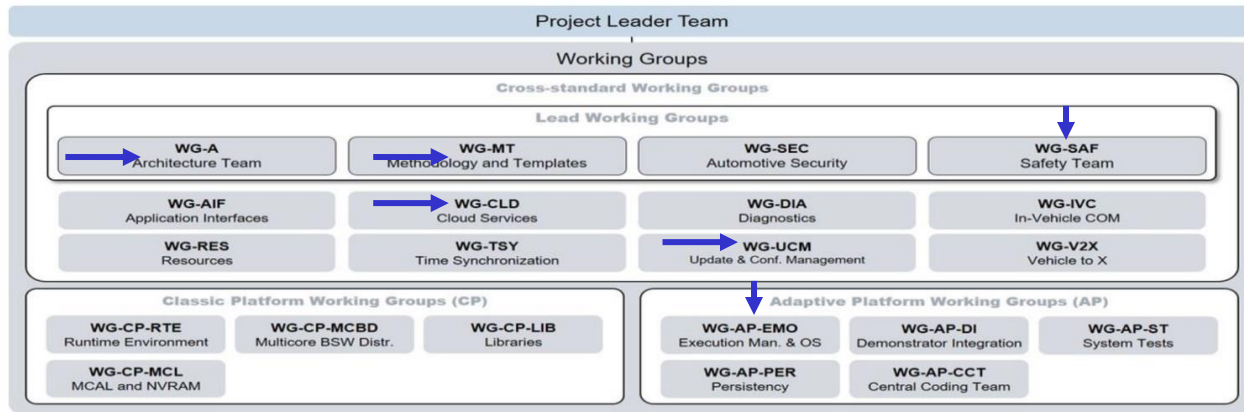 Project Leader Team
Working Groups
Cross-standard Working Groups
Lead Working Groups
WG-A
Architecture Team
WG-MT
Methodology and Templates
WG-SEC
Automotive Security
WG-SAF
Safety Team
WG-AIF
Application Interfaces
WG-CLD
Cloud Services
WG-DIA
Diagnostics
WG-IVC
In-Vehicle COM
WG-RES
Resources
WG-TSY
Time Synchronization
WG-UCM
Update & Conf. Management
WG-V2X
Vehicle to X
Classic Platform Working Groups (CP)
WG-CP-RTE
Runtime Environment
WG-CP-MCBD
Multicore BSW Distr.
WG-CP-LIB
Libraries
WG-CP-MCL
MCAL and NVRAM
Adaptive Platform Working Groups (AP)
WG-AP-EMO
Execution Man. & OS
WG-AP-DI
Demonstrator Integration
WG-AP-ST
System Tests
WG-AP-PER
Persistency
WG-AP-CCT
Central Coding Team